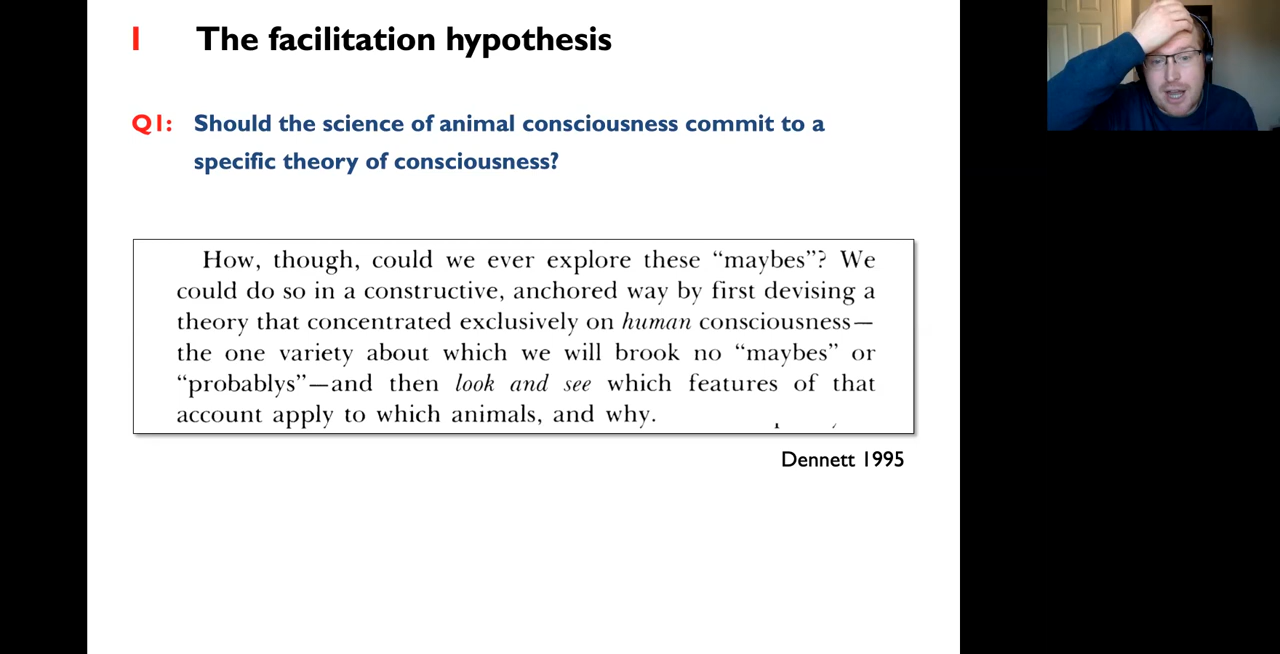 1 The facilitation hypothesis
Q1: Should the science of animal consciousness commit to a
specific theory of consciousness?
How, though, could we ever explore these “maybes”? We
could do so in a constructive, anchored way by first devising a
theory that concentrated exclusively on human consciousness—
the one variety about which we will brook no “maybes” or
“probablys”—and then look and see which features of that
account apply to which animals, and why.
Dennett 1995